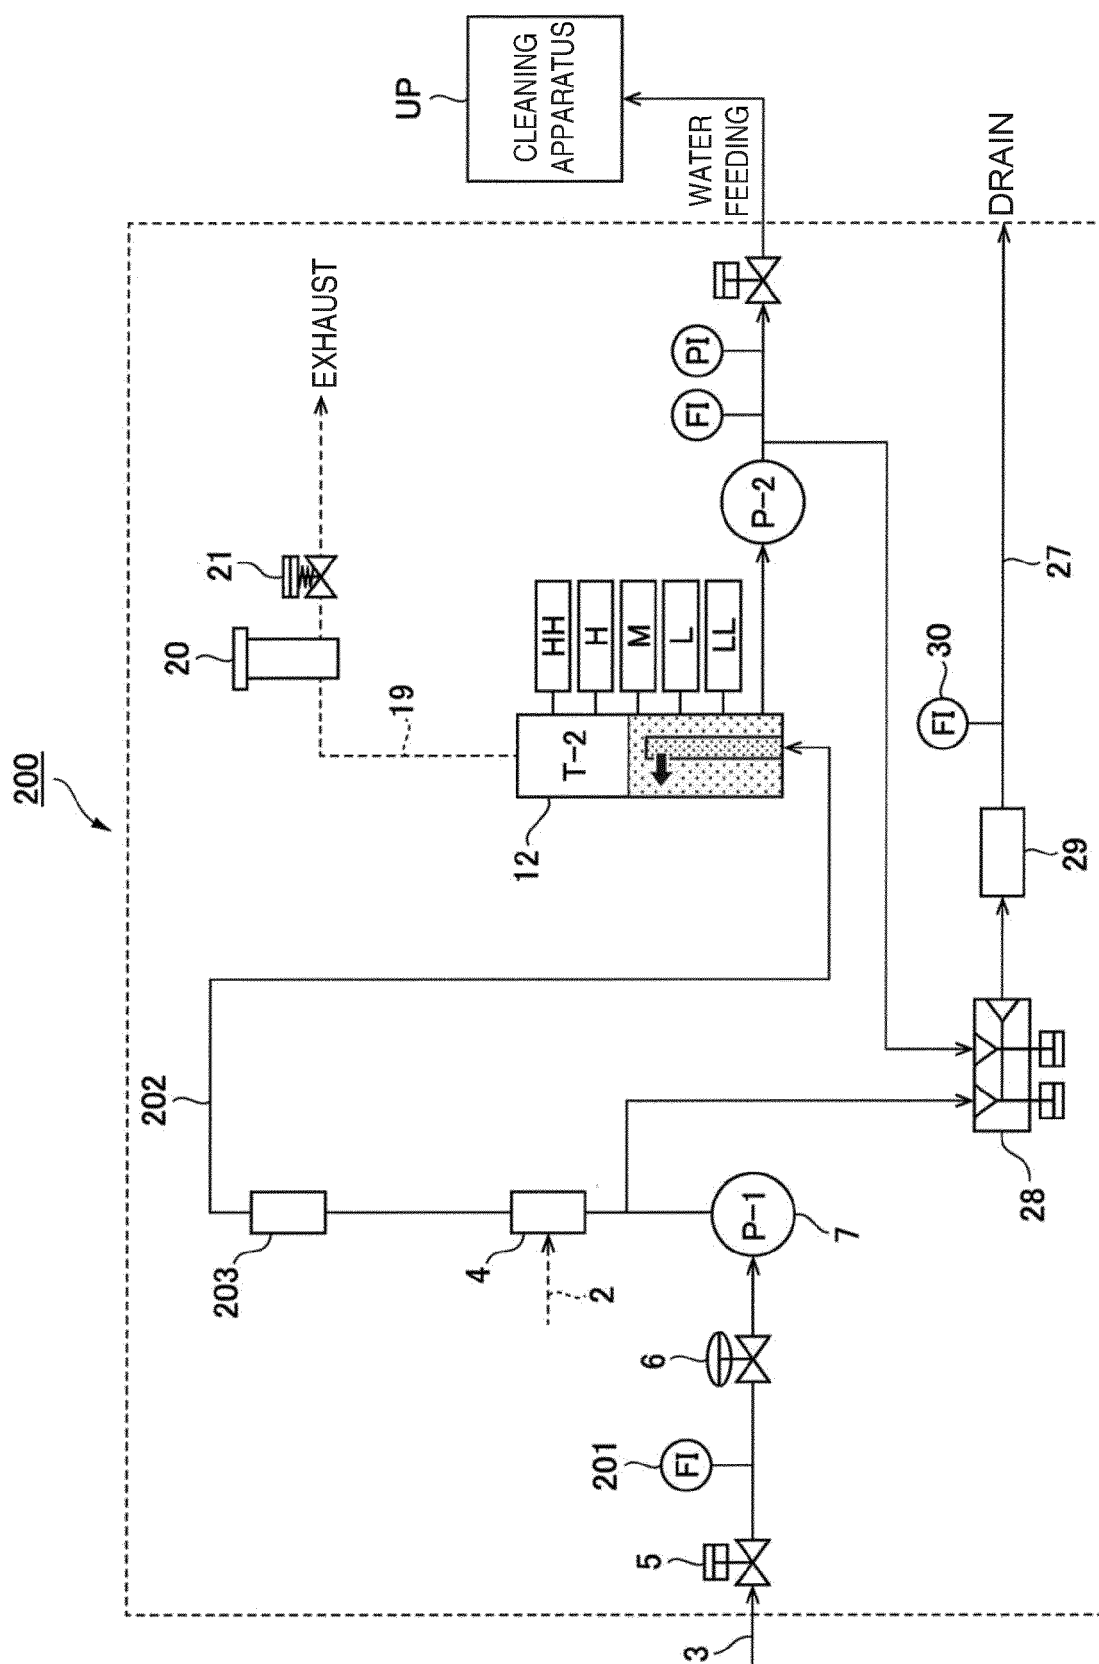 200
UP
CLEANING
APPARATUS
WATER
FEEDING
EXHAUST
DRAIN
21
20
19
HH
H
M
L
LL
T-2
12
PI
FI
P-2
27
30
FI
29
28
202
203
4
2
P-1
7
6
201
FI
5
3